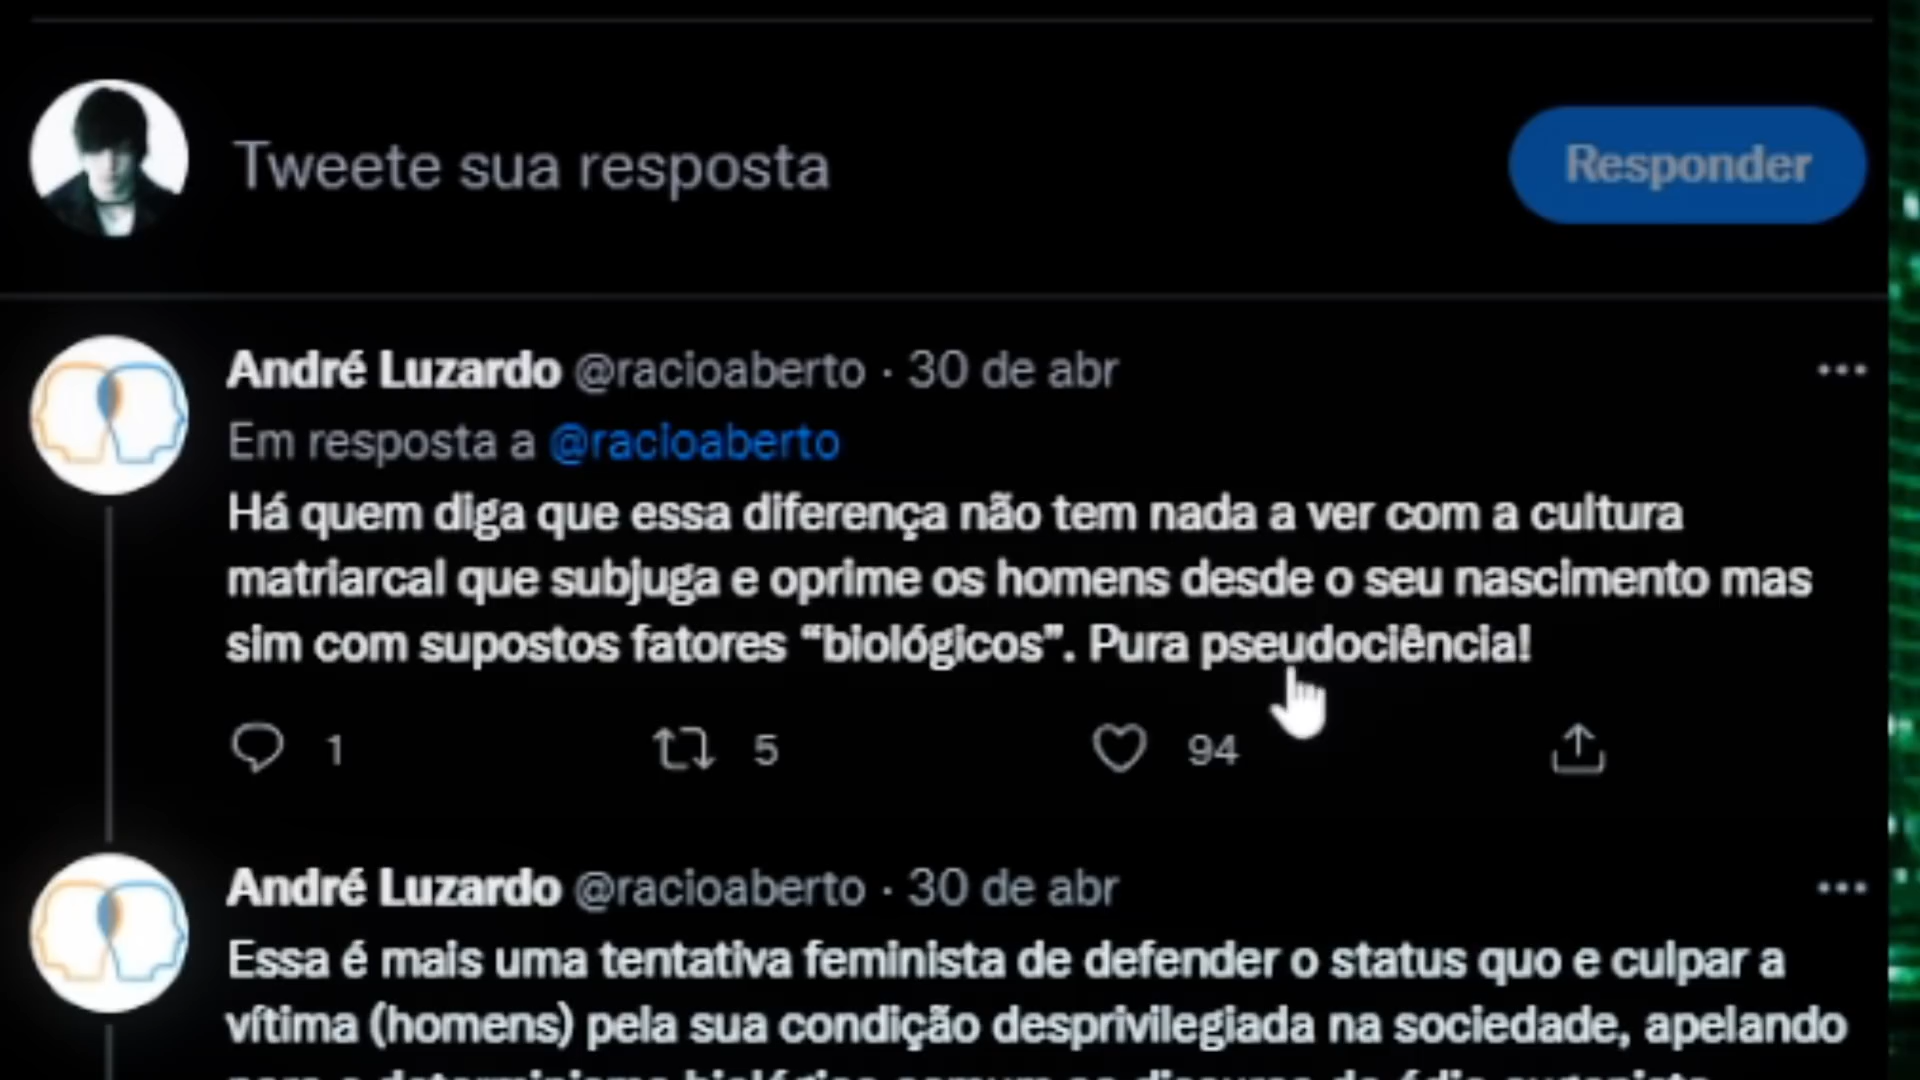 Tweete sua resposta
Responder
André Luzardo @racioaberto · 30 de abr
Em resposta a @racioaberto
Há quem diga que essa diferença não tem nada a ver com a cultura
matriarcal que subjuga e oprime os homens desde o seu nascimento mas
sim com supostos fatores “biológicos”. Pura pseudociência!
1
5
94
André Luzardo @racioaberto · 30 de abr
Essa é mais uma tentativa feminista de defender o status quo e culpar a
vítima (homens) pela sua condição desprivilegiada na sociedade, apelando